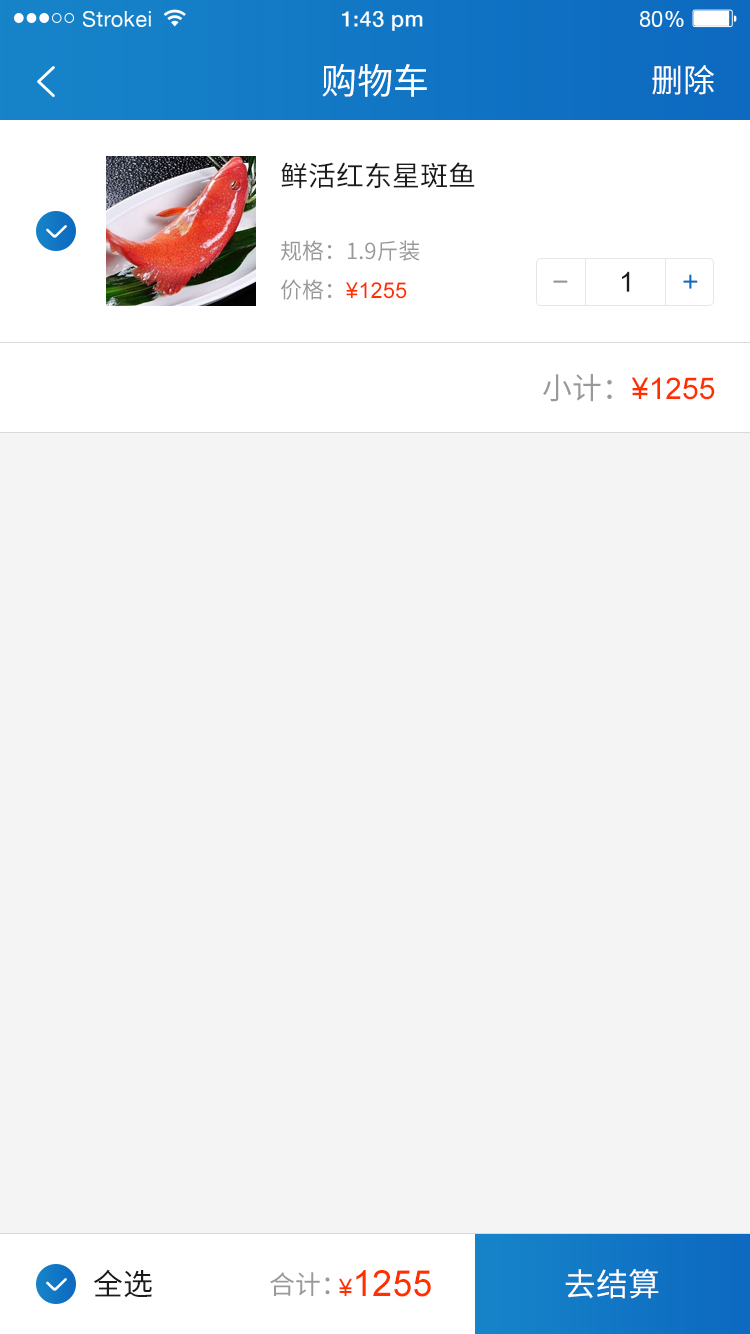 Strokei 1:43 pm 80%
购物车 删除
鲜活红东星斑鱼
规格：1.9斤装
价格：¥1255
1
小计：¥1255
全选 合计：¥1255 去结算